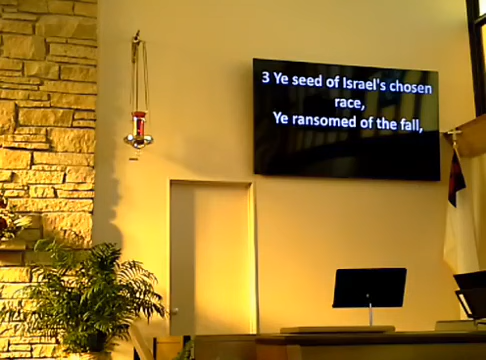 3 Ye seed of Israel's chosen
race,
Ye ransomed of the fall,